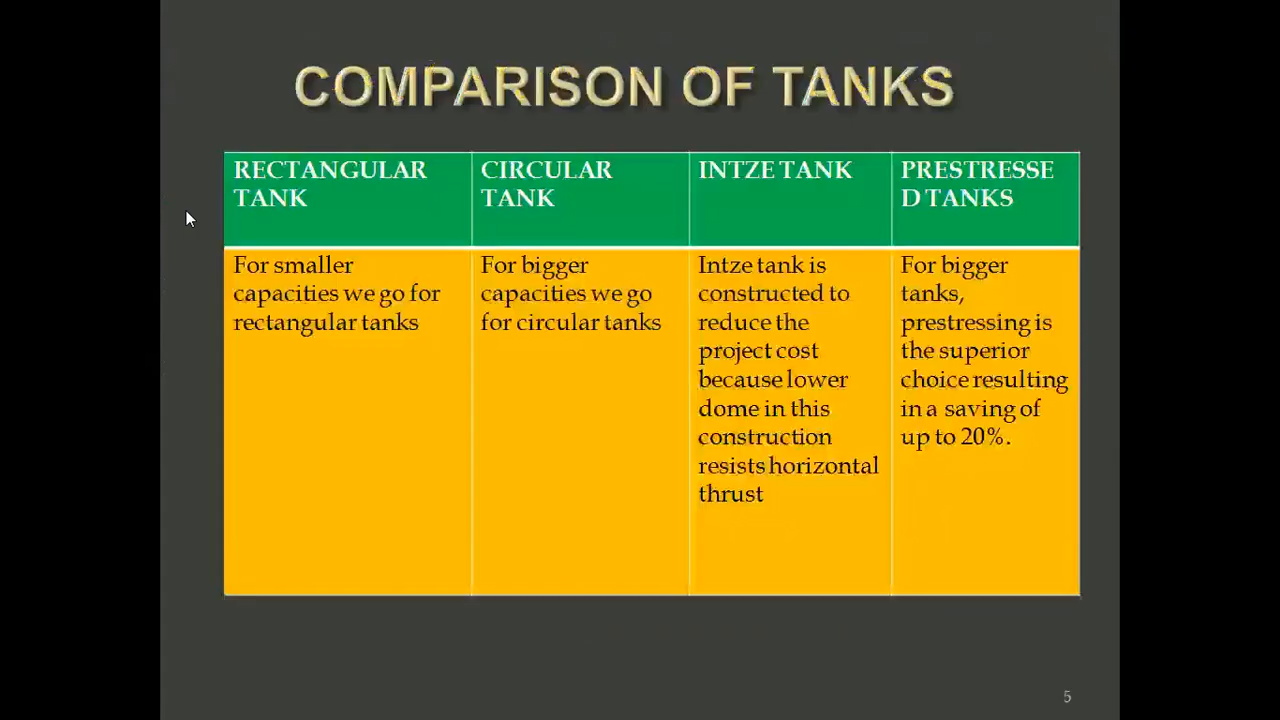 COMPARISON OF TANKS
RECTANGULAR
TANK
CIRCULAR
TANK
INTZE TANK
PRESTRESSE
D TANKS
For smaller
capacities we go for
rectangular tanks
For bigger
capacities we go
for circular tanks
Intze tank is
constructed to
reduce the
project cost
because lower
dome in this
construction
resists horizontal
thrust
For bigger
tanks,
prestressing is
the superior
choice resulting
in a saving of
up to 20%.
5